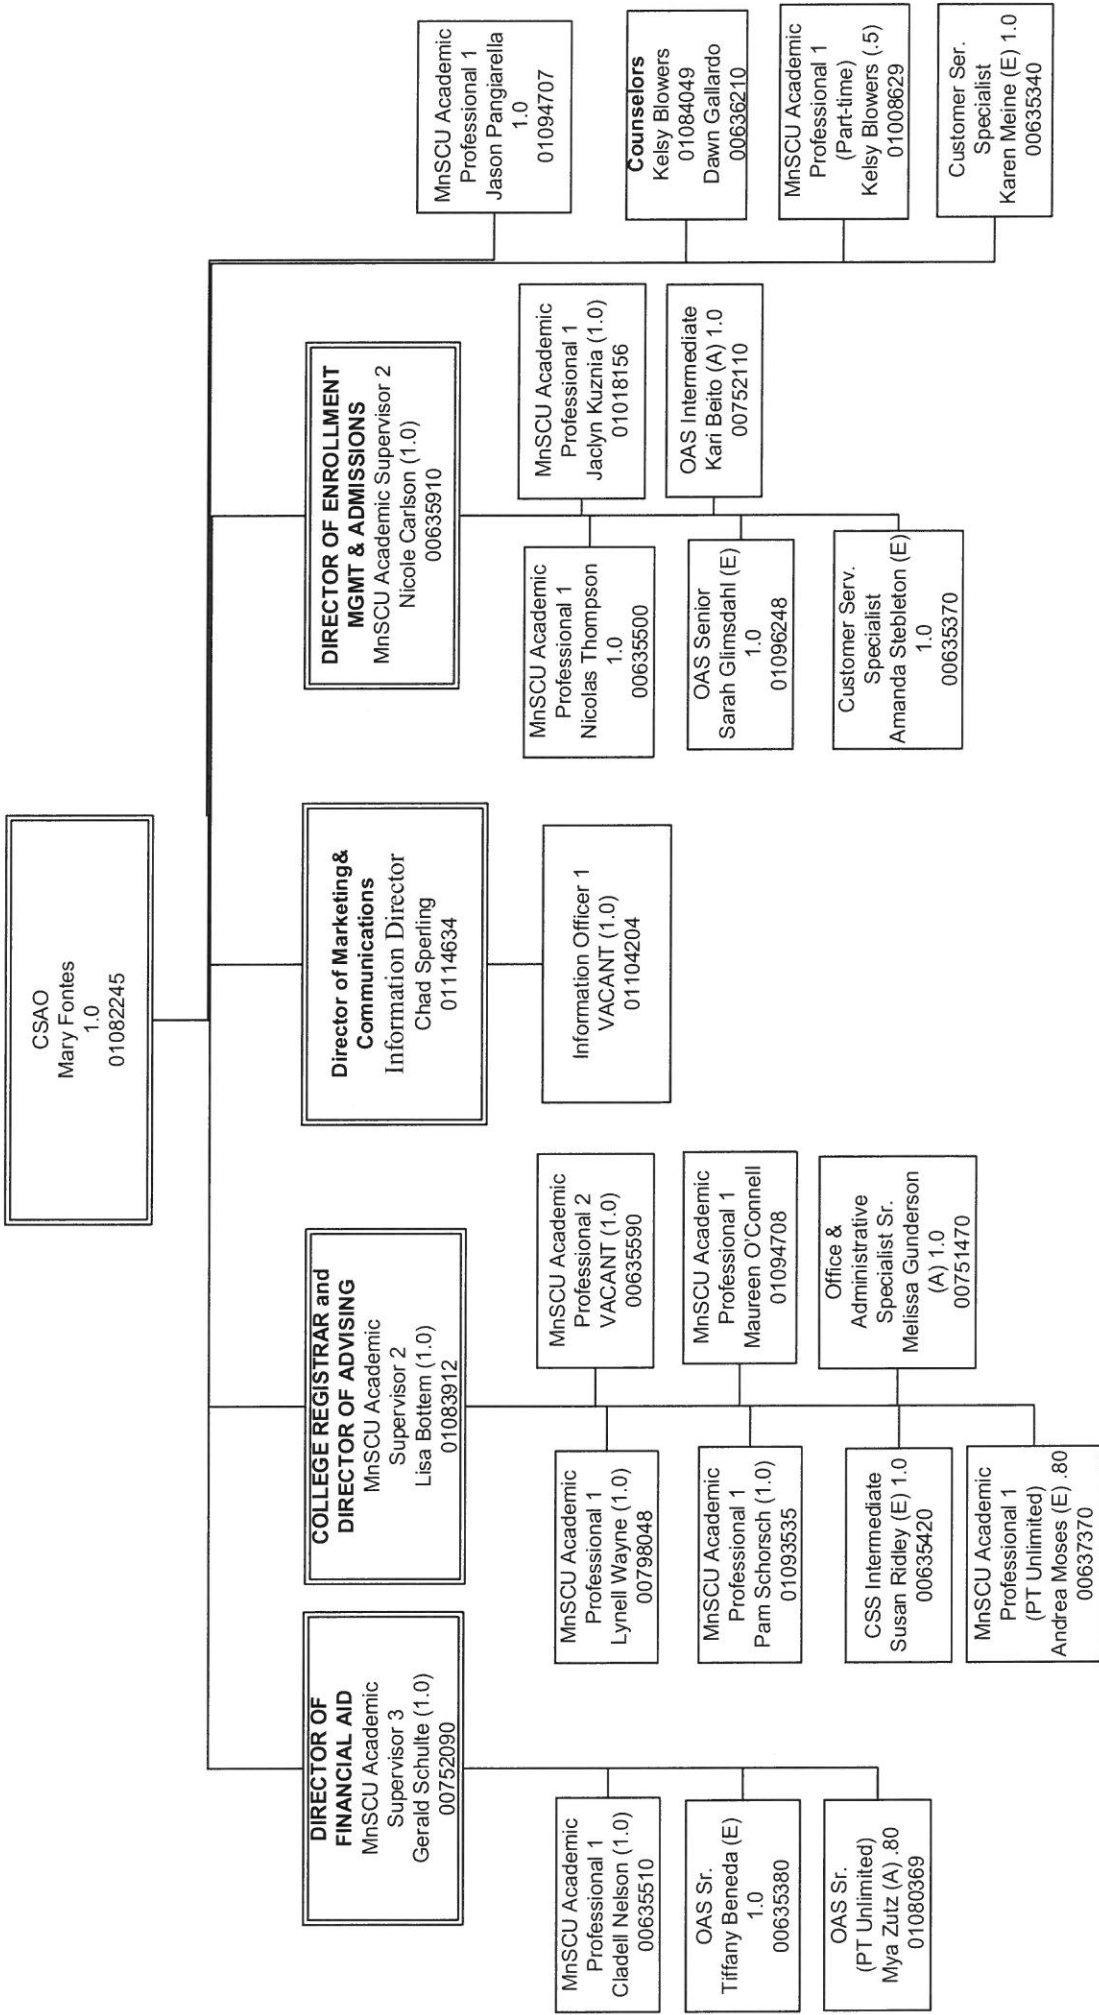 CSAO
Mary Fontes
1.0
01082245
DIRECTOR OF
FINANCIAL AID
MnSCU Academic
Supervisor 3
Gerald Schulte (1.0)
00752090
MnSCU Academic
Professional 1
Cladell Nelson (1.0)
00635510
OAS Sr.
Tiffany Beneda (E)
1.0
00635380
OAS Sr.
(PT Unlimited)
Mya Zutz (A) .80
01080369
COLLEGE REGISTRAR and
DIRECTOR OF ADVISING
MnSCU Academic
Supervisor 2
Lisa Bottem (1.0)
01083912
MnSCU Academic
Professional 1
Lynell Wayne (1.0)
00798048
MnSCU Academic
Professional 2
VACANT (1.0)
00635590
MnSCU Academic
Professional 1
Pam Schorsch (1.0)
01093535
MnSCU Academic
Professional 1
Maureen O'Connell
01094708
CSS Intermediate
Susan Ridley (E) 1.0
00635420
Office &
Administrative
Specialist Sr.
Melissa Gunderson
(A) 1.0
00751470
MnSCU Academic
Professional 1
(PT Unlimited)
Andrea Moses (E) .80
00637370
Director of Marketing&
Communications
Information Director
Chad Sperling
01114634
Information Officer 1
VACANT (1.0)
01104204
DIRECTOR OF ENROLLMENT
MGMT & ADMISSIONS
MnSCU Academic Supervisor 2
Nicole Carlson (1.0)
00635910
MnSCU Academic
Professional 1
Nicolas Thompson
1.0
00635500
MnSCU Academic
Professional 1
Jaclyn Kuznia (1.0)
01018156
OAS Senior
Sarah Glimsdahl (E)
1.0
01096248
OAS Intermediate
Kari Beito (A) 1.0
00752110
Customer Serv.
Specialist
Amanda Stebleton (E)
1.0
00635370
MnSCU Academic
Professional 1
Jason Pangiarella
1.0
01094707
Counselors
Kelsy Blowers
01084049
Dawn Gallardo
00636210
MnSCU Academic
Professional 1
(Part-time)
Kelsy Blowers (.5)
01008629
Customer Ser.
Specialist
Karen Meine (E) 1.0
00635340